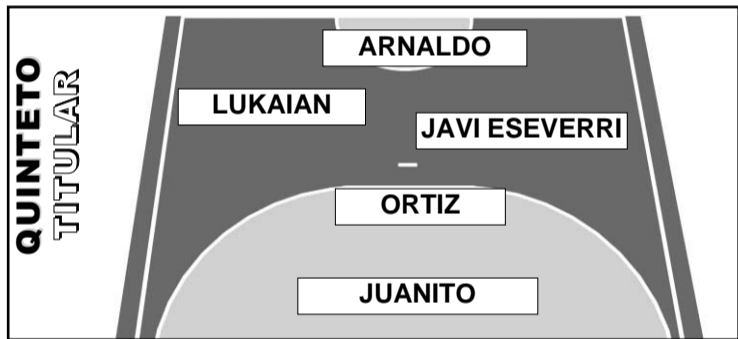 QUINTETO
TITULAR
ARNALDO
LUKAIAN
JAVI ESEVERRI
ORTIZ
JUANITO